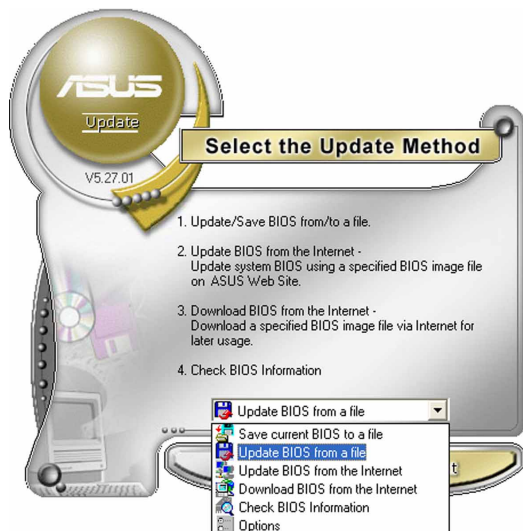 ASUS
Update
V5.27.01
Select the Update Method
1. Update/Save BIOS from/to a file.
2. Update BIOS from the Internet -
Update system BIOS using a specified BIOS image file
on ASUS Web Site.
3. Download BIOS from the Internet -
Download a specified BIOS image file via Internet for
later usage.
4. Check BIOS Information
Update BIOS from a file
Save current BIOS to a file
Update BIOS from a file
Update BIOS from the Internet
Download BIOS from the Internet
Check BIOS Information
Options